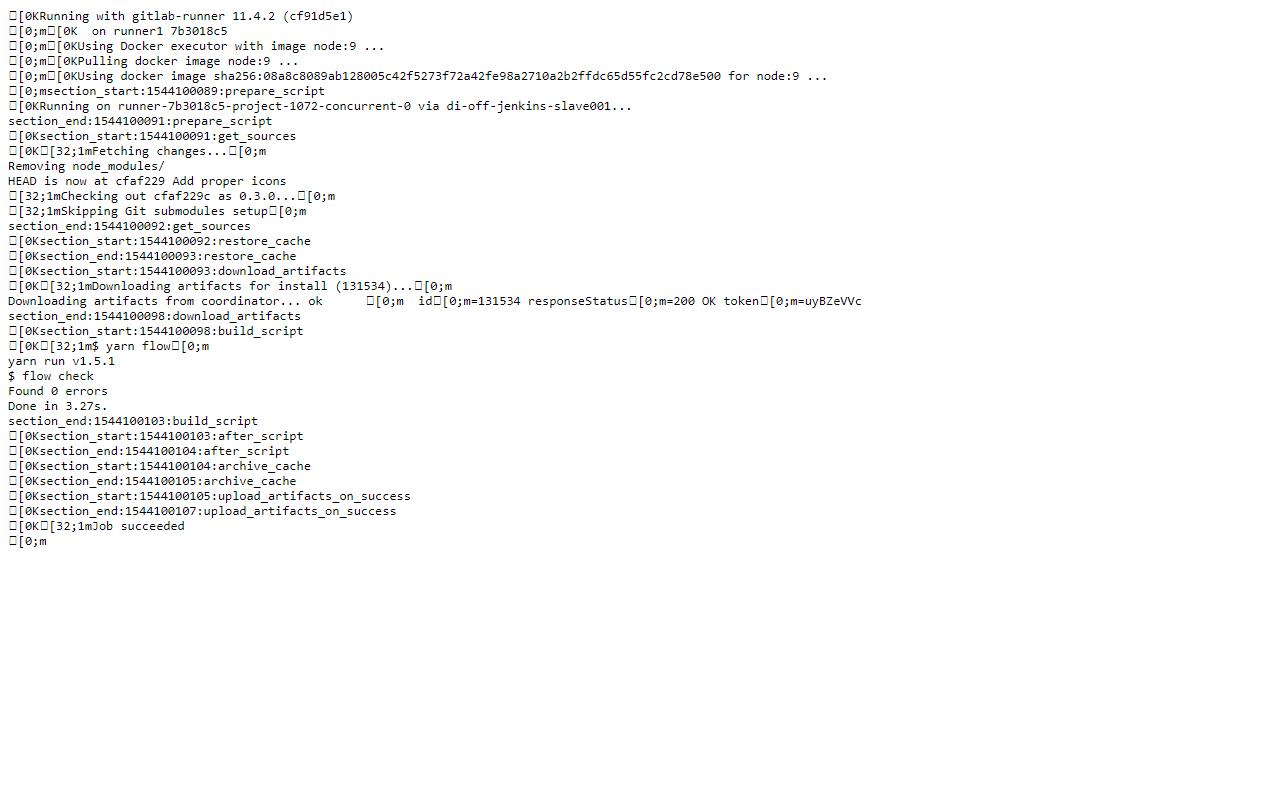 □[0KRunning with gitlab-runner 11.4.2 (cf91d5e1)
□[0;m□[0K  on runner1 7b3018c5
□[0;m□[0KUsing Docker executor with image node:9 ...
□[0;m□[0KPulling docker image node:9 ...
□[0;m□[0KUsing docker image sha256:08a8c8089ab128005c42f5273f72a42fe98a2710a2b2ffdc65d55fc2cd78e500 for node:9 ...
□[0;msection_start:1544100089:prepare_script
□[0KRunning on runner-7b3018c5-project-1072-concurrent-0 via di-off-jenkins-slave001...
section_end:1544100091:prepare_script
□[0Ksection_start:1544100091:get_sources
□[0K□[32;1mFetching changes...□[0;m
Removing node_modules/
HEAD is now at cfaf229 Add proper icons
□[32;1mChecking out cfaf229c as 0.3.0...□[0;m
□[32;1mSkipping Git submodules setup□[0;m
section_end:1544100092:get_sources
□[0Ksection_start:1544100092:restore_cache
□[0Ksection_end:1544100093:restore_cache
□[0Ksection_start:1544100093:download_artifacts
□[0K□[32;1mDownloading artifacts for install (131534)...□[0;m
Downloading artifacts from coordinator... ok      □[0;m  id□[0;m=131534 responseStatus□[0;m=200 OK token□[0;m=uyBZeVVc
section_end:1544100098:download_artifacts
□[0Ksection_start:1544100098:build_script
□[0K□[32;1m$ yarn flow□[0;m
yarn run v1.5.1
$ flow check
Found 0 errors
Done in 3.27s.
section_end:1544100103:build_script
□[0Ksection_start:1544100103:after_script
□[0Ksection_end:1544100104:after_script
□[0Ksection_start:1544100104:archive_cache
□[0Ksection_end:1544100105:archive_cache
□[0Ksection_start:1544100105:upload_artifacts_on_success
□[0Ksection_end:1544100107:upload_artifacts_on_success
□[0K□[32;1mJob succeeded
□[0;m